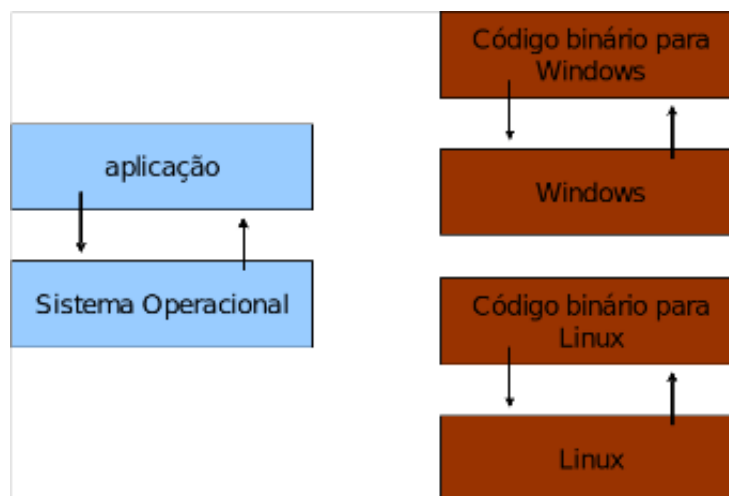 aplicação
Sistema Operacional
Código binário para
Windows
Windows
Código binário para
Linux
Linux